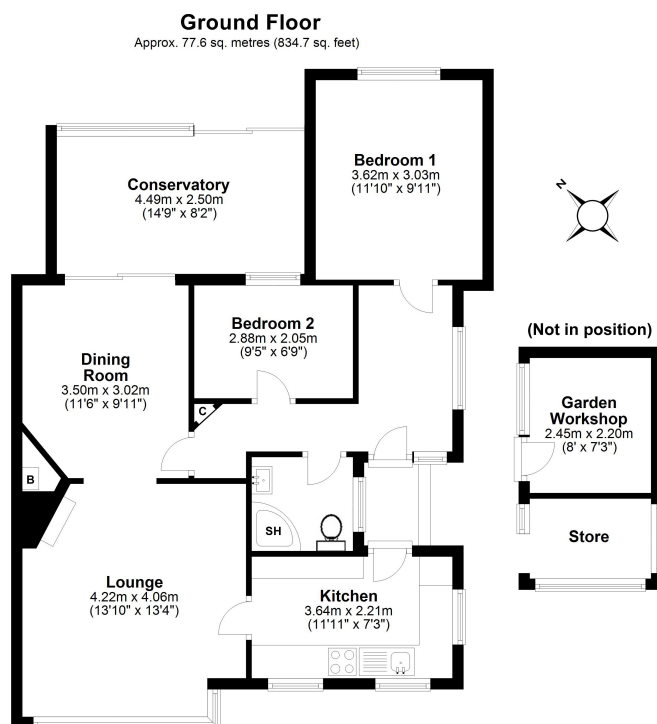 Ground Floor
Approx. 77.6 sq. metres (834.7 sq. feet)
Bedroom 1
3.62m x 3.03m
(11'10" x 9'11")
Conservatory
4.49m x 2.50m
(14'9" x 8'2")
N
Bedroom 2
2.88m x 2.05m
(9'5" x 6'9")
(Not in position)
Dining
Room
3.50m x 3.02m
(11'6" x 9'11")
C
Garden
Workshop
2.45m x 2.20m
(8' x 7'3")
B
SH
Store
Lounge
4.22m x 4.06m
(13'10" x 13'4")
Kitchen
3.64m x 2.21m
(11'11" x 7'3")